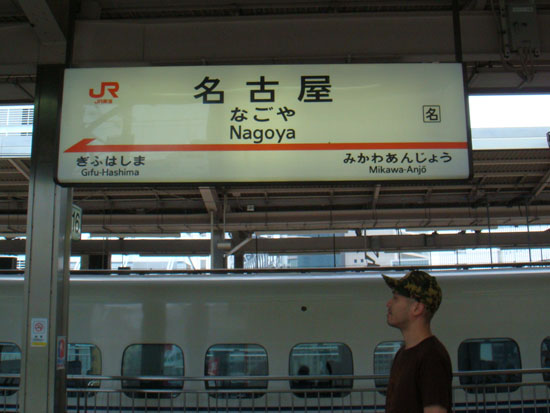 JR
名古屋
なごや
Nagoya
名
ぎふはしま
Gifu-Hashima
みかわあんじょう
Mikawa-Anjō
16